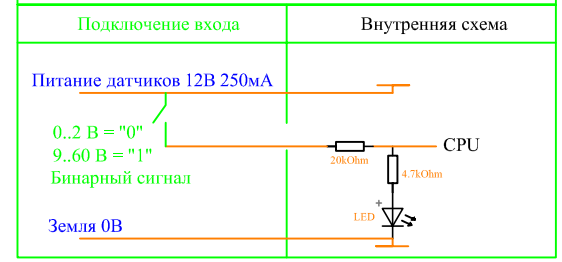 Подключение входа
Внутренняя схема
Питание датчиков 12В 250мА
0..2 В = "0"
9..60 В = "1"
Бинарный сигнал
20kOhm
CPU
4.7kOhm
+
LED
Земля 0В